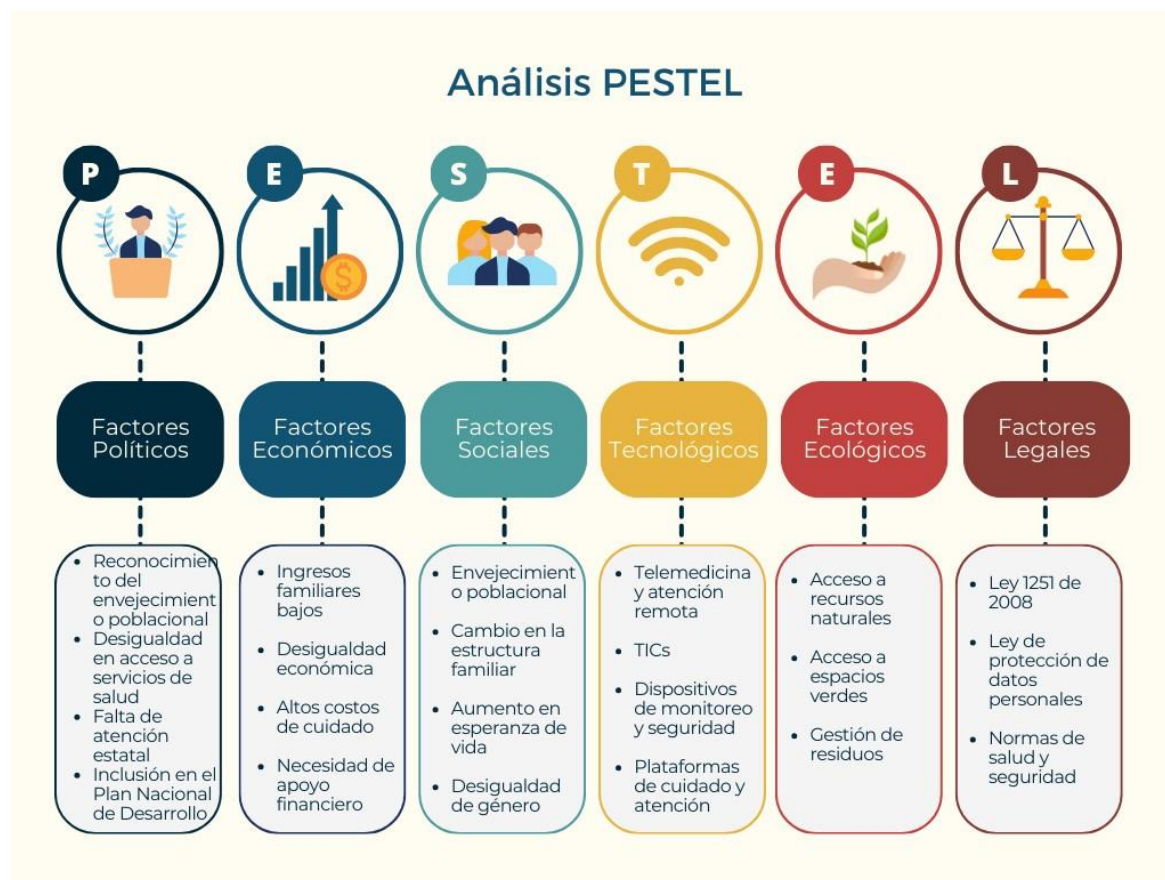 Análisis PESTEL
P
E
S
T
E
L
$
Factores
Políticos
Factores
Económicos
Factores
Sociales
Factores
Tecnológicos
Factores
Ecológicos
Factores
Legales
• Reconocimien
to del
envejecimient
o poblacional
• Desigualdad
en acceso a
servicios de
salud
• Falta de
atención
estatal
• Inclusión en el
Plan Nacional
de Desarrollo
• Ingresos
familiares
bajos
• Desigualdad
económica
• Altos costos
de cuidado
• Necesidad de
apoyo
financiero
• Envejecimient
o poblacional
• Cambio en la
estructura
familiar
• Aumento en
esperanza de
vida
• Desigualdad
de género
• Telemedicina
y atención
remota
• TICs
• Dispositivos
de monitoreo
y seguridad
• Plataformas
de cuidado y
atención
• Acceso a
recursos
naturales
• Acceso a
espacios
verdes
• Gestión de
residuos
• Ley 1251 de
2008
• Ley de
protección de
datos
personales
• Normas de
salud y
seguridad